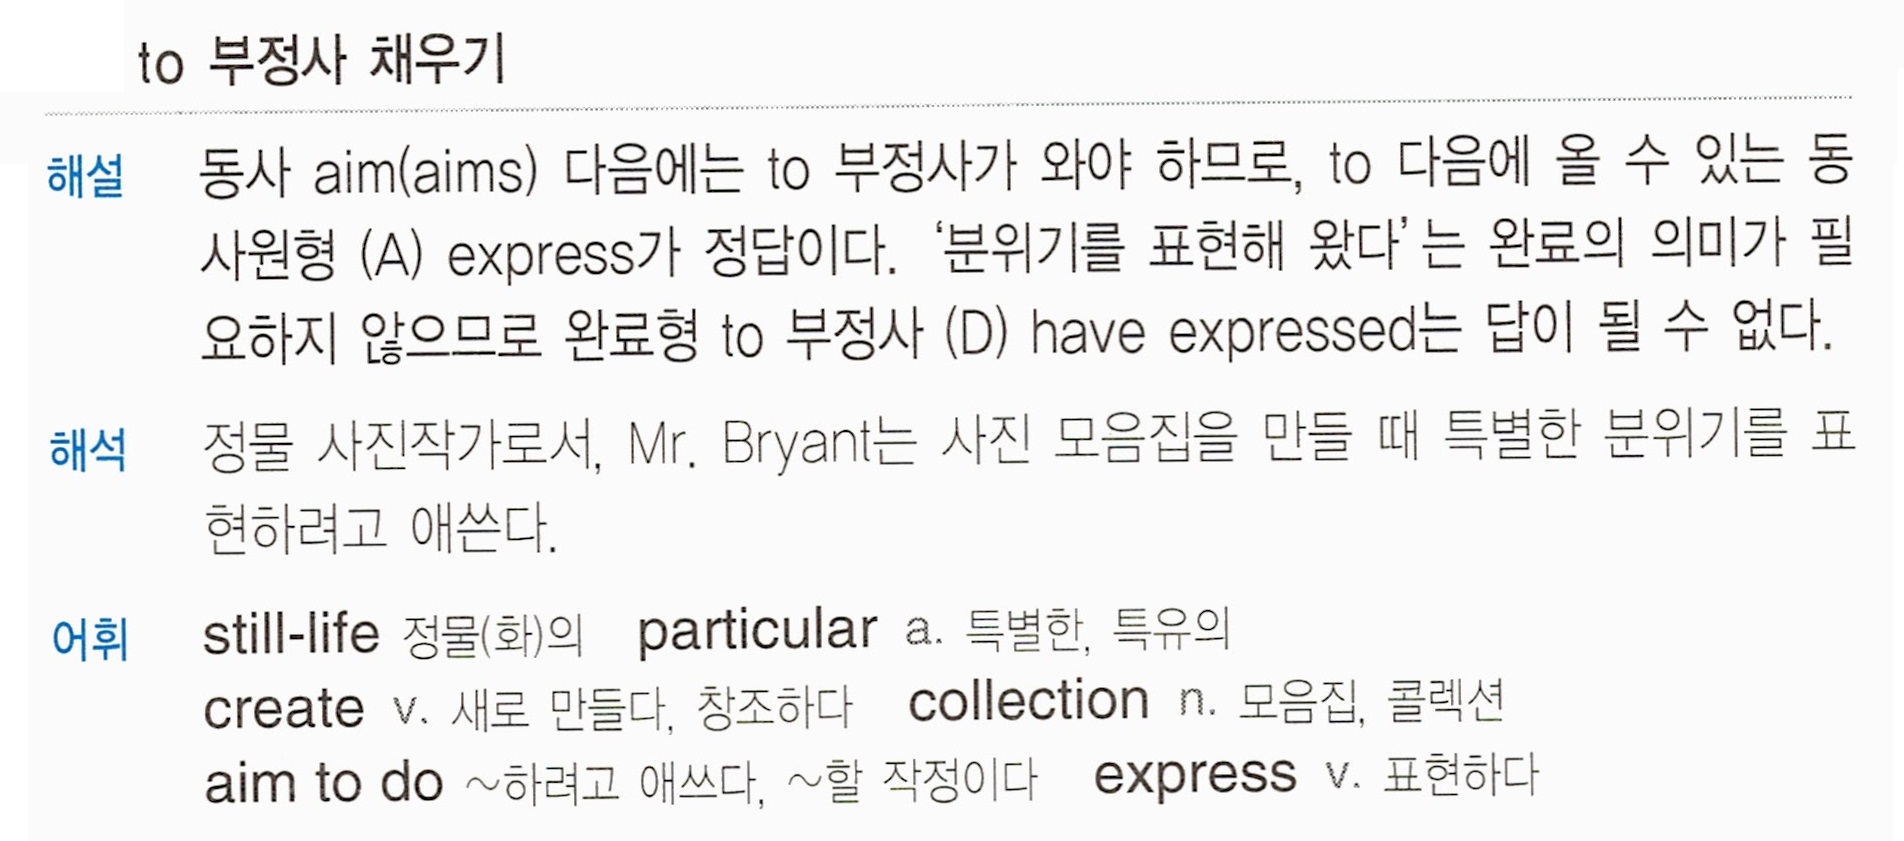 to 부정사 채우기
해설 동사 aim(aims) 다음에는 to 부정사가 와야 하므로, to 다음에 올 수 있는 동
사원형 (A) express가 정답이다. ‘분위기를 표현해 왔다’는 완료의 의미가 필
요하지 않으므로 완료형 to 부정사 (D) have expressed는 답이 될 수 없다.
해석 정물 사진작가로서, Mr. Bryant는 사진 모음집을 만들 때 특별한 분위기를 표
현하려고 애쓴다.
어휘 still-life 정물(화)의 particular a. 특별한, 특유의
create v. 새로 만들다, 창조하다 collection n. 모음집, 콜렉션
aim to do ~하려고 애쓰다, ~할 작정이다 express v. 표현하다